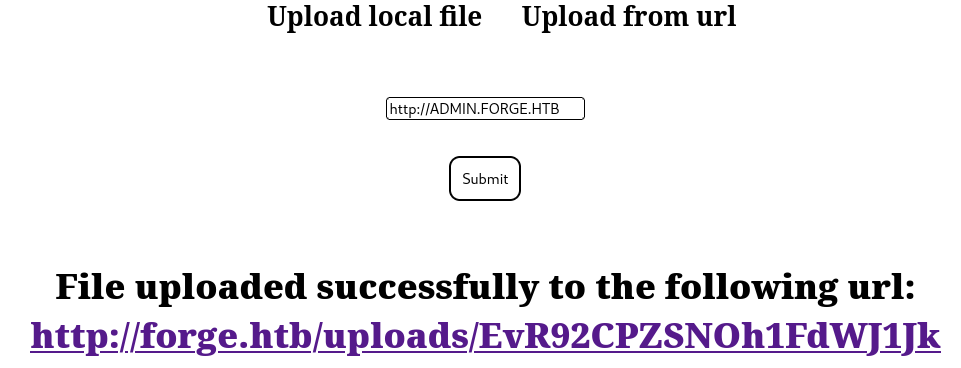 Upload local file Upload from url
http://ADMIN.FORGE.HTB
Submit
File uploaded successfully to the following url:
http://forge.htb/uploads/EvR92CPZSNOh1FdWJ1Jk